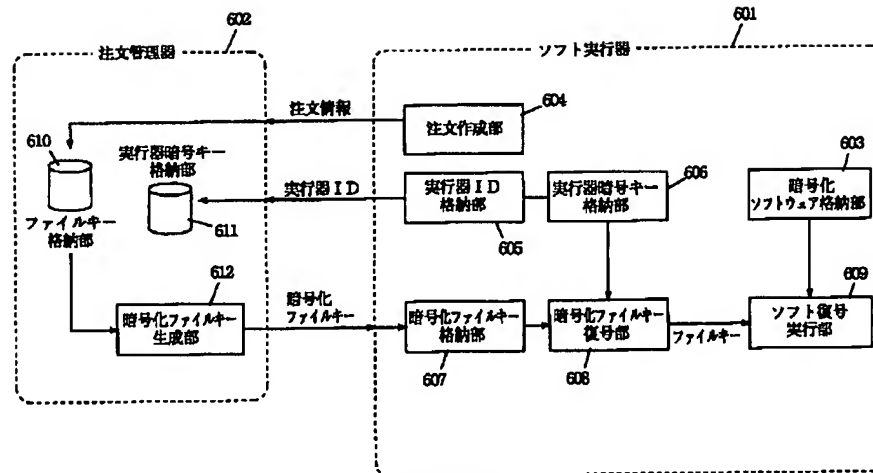 602
601
注文管理器
ソフト実行器
注文情報
604
注文作成部
610
実行器暗号キー
格納部
606
603
実行器ID
実行器ID
格納部
実行器暗号キー
格納部
暗号化
ソフトウェア格納部
611
605
ファイルキー
格納部
612
暗号化
ファイルキー
609
暗号化ファイルキー
生成部
暗号化ファイルキー
格納部
暗号化ファイルキー
復号部
ファイルキー
ソフト復号
実行部
607
608